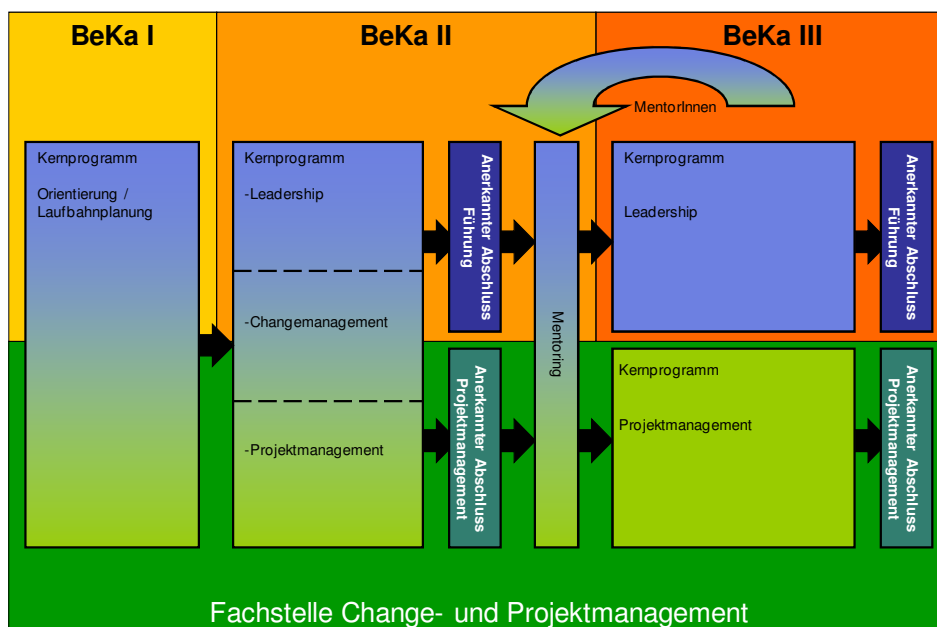 BeKa I
BeKa II
BeKa III
MentorInnen
Kernprogramm
Orientierung /
Laufbahnplanung
Kernprogramm
-Leadership
-Changemanagement
-Projektmanagement
Anerkannter Abschluss
Führung
Anerkannter Abschluss
Projektmanagement
Mentoring
Kernprogramm
Leadership
Kernprogramm
Projektmanagement
Anerkannter Abschluss
Führung
Anerkannter Abschluss
Projektmanagement
Fachstelle Change- und Projektmanagement